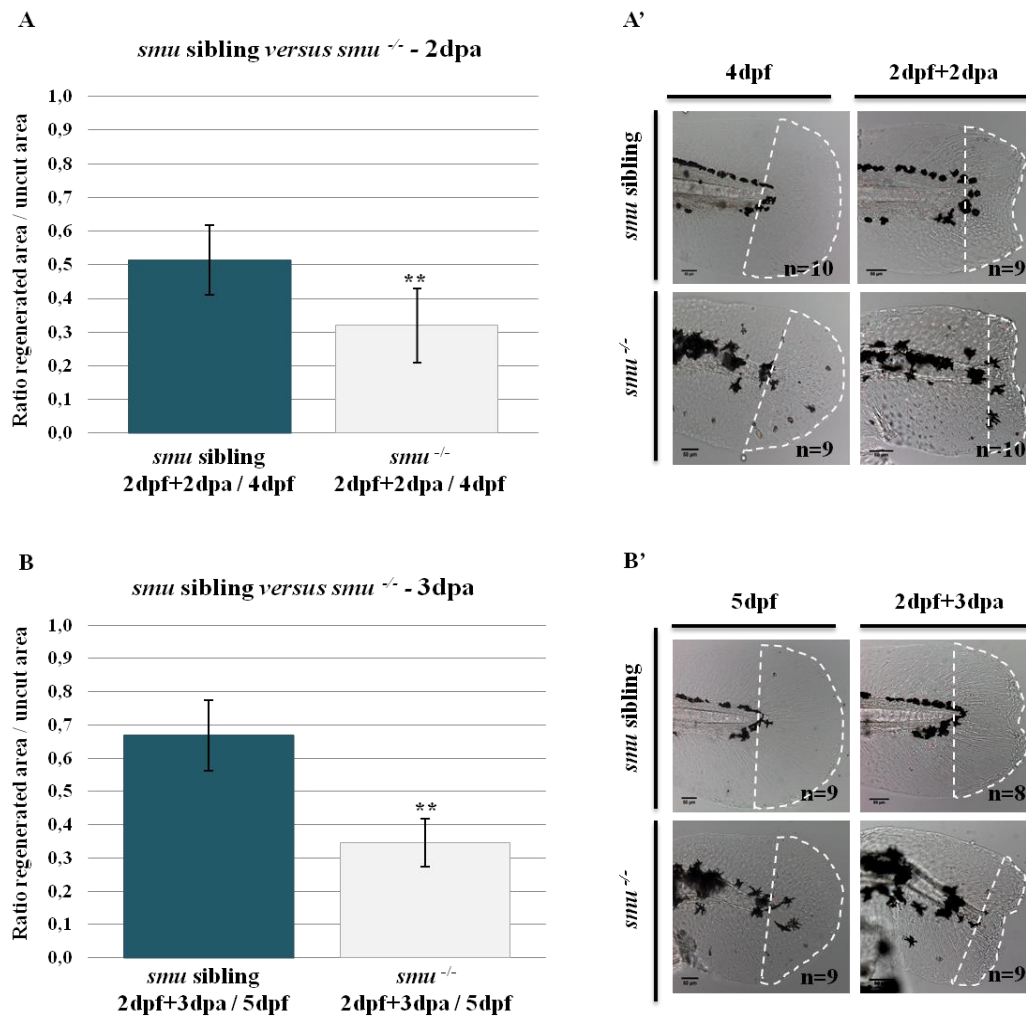 A
smu sibling versus smu -/- - 2dpa
Ratio regenerated area / uncut area
1,0
0,9
0,8
0,7
0,6
0,5
0,4
0,3
0,2
0,1
0,0
**
smu sibling
2dpf+2dpa / 4dpf
smu -/-
2dpf+2dpa / 4dpf
A’
4dpf
2dpf+2dpa
smu sibling
n=10
n=9
smu -/-
n=9
n=10
B
smu sibling versus smu -/- - 3dpa
Ratio regenerated area / uncut area
1,0
0,9
0,8
0,7
0,6
0,5
0,4
0,3
0,2
0,1
0,0
**
smu sibling
2dpf+3dpa / 5dpf
smu -/-
2dpf+3dpa / 5dpf
B’
5dpf
2dpf+3dpa
smu sibling
n=9
n=8
smu -/-
n=9
n=9